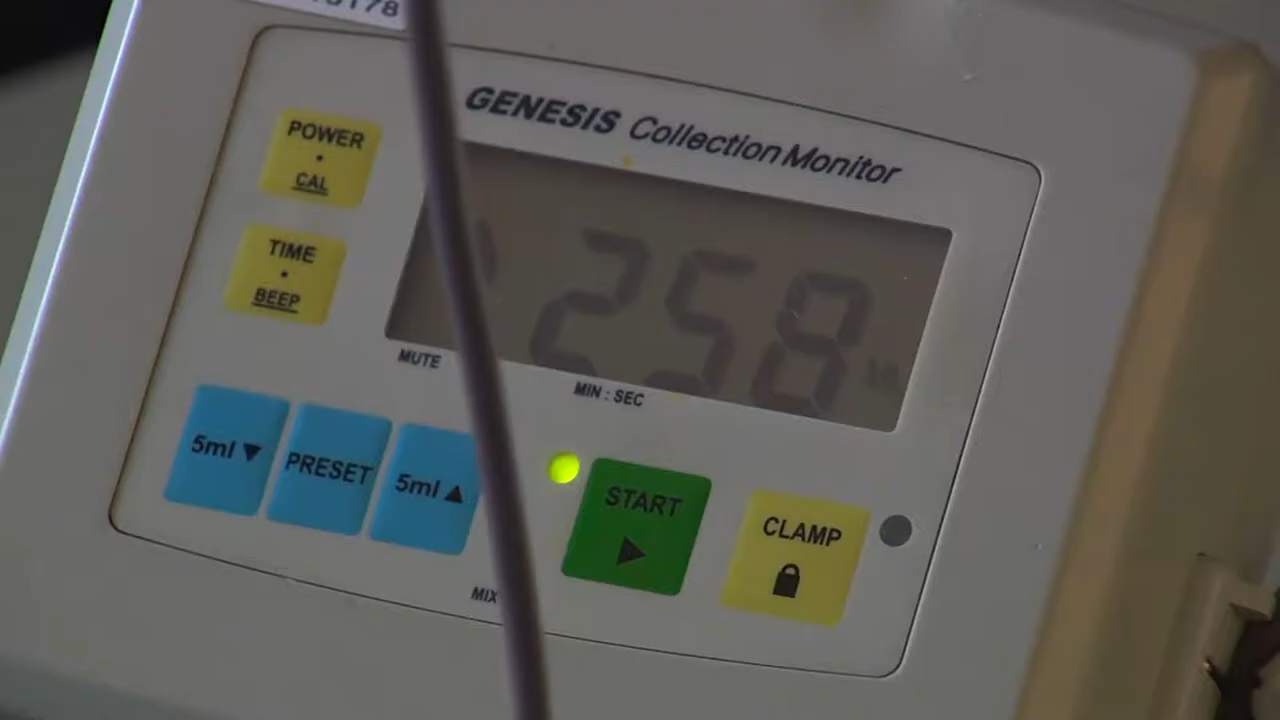 GENESIS Collection Monitor
POWER
CAL
TIME
BEEP
258
MUTE
MIN : SEC
5ml ▼
PRESET
5ml ▲
START
CLAMP
MIX